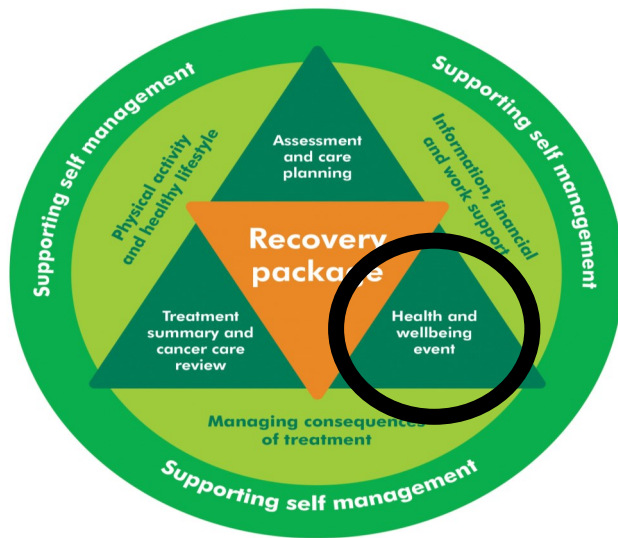 Supporting self management
Supporting self management
Physical activity
and healthy lifestyle
Information, financial
and work support
Assessment
and care
planning
Recovery
package
Treatment
summary and
cancer care
review
Health and
wellbeing
event
Managing consequences
of treatment
Supporting self management